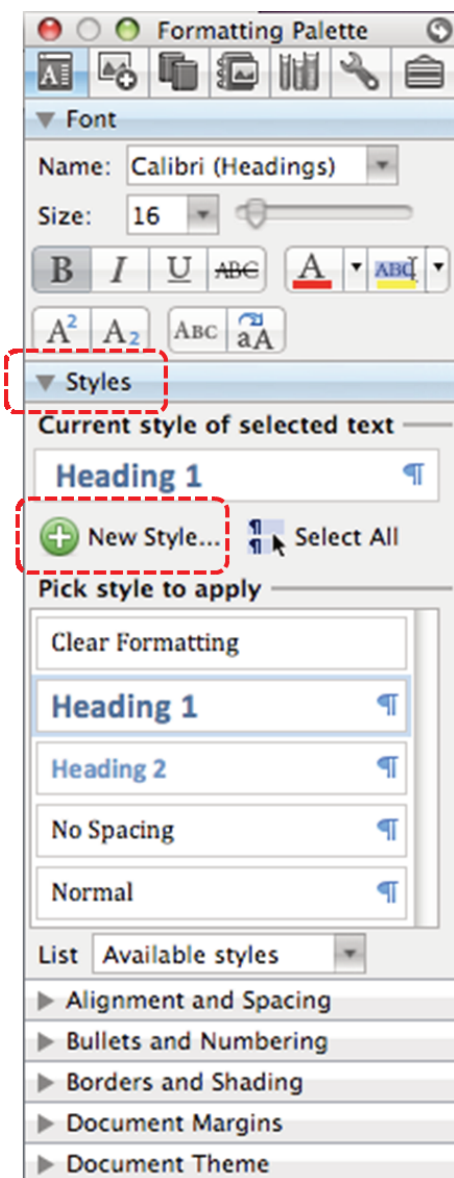 Formatting Palette
A
Font
Name: Calibri (Headings)
Size: 16
B I U ABC A ABC
A2 A2 ABC aA
Styles
Current style of selected text
Heading 1 ¶
New Style... Select All
Pick style to apply
Clear Formatting
Heading 1 ¶
Heading 2 ¶
No Spacing ¶
Normal ¶
List Available styles
Alignment and Spacing
Bullets and Numbering
Borders and Shading
Document Margins
Document Theme